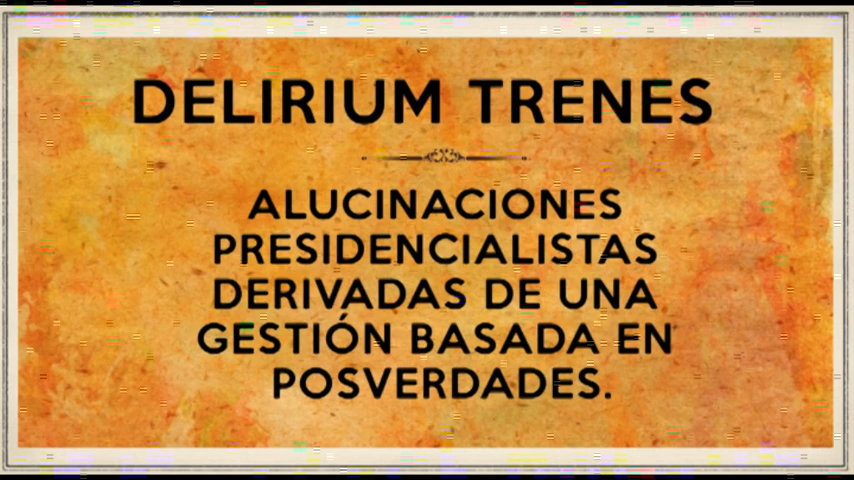 DELIRIUM TRENES
ALUCINACIONES
PRESIDENCIALISTAS
DERIVADAS DE UNA
GESTIÓN BASADA EN
POSVERDADES.